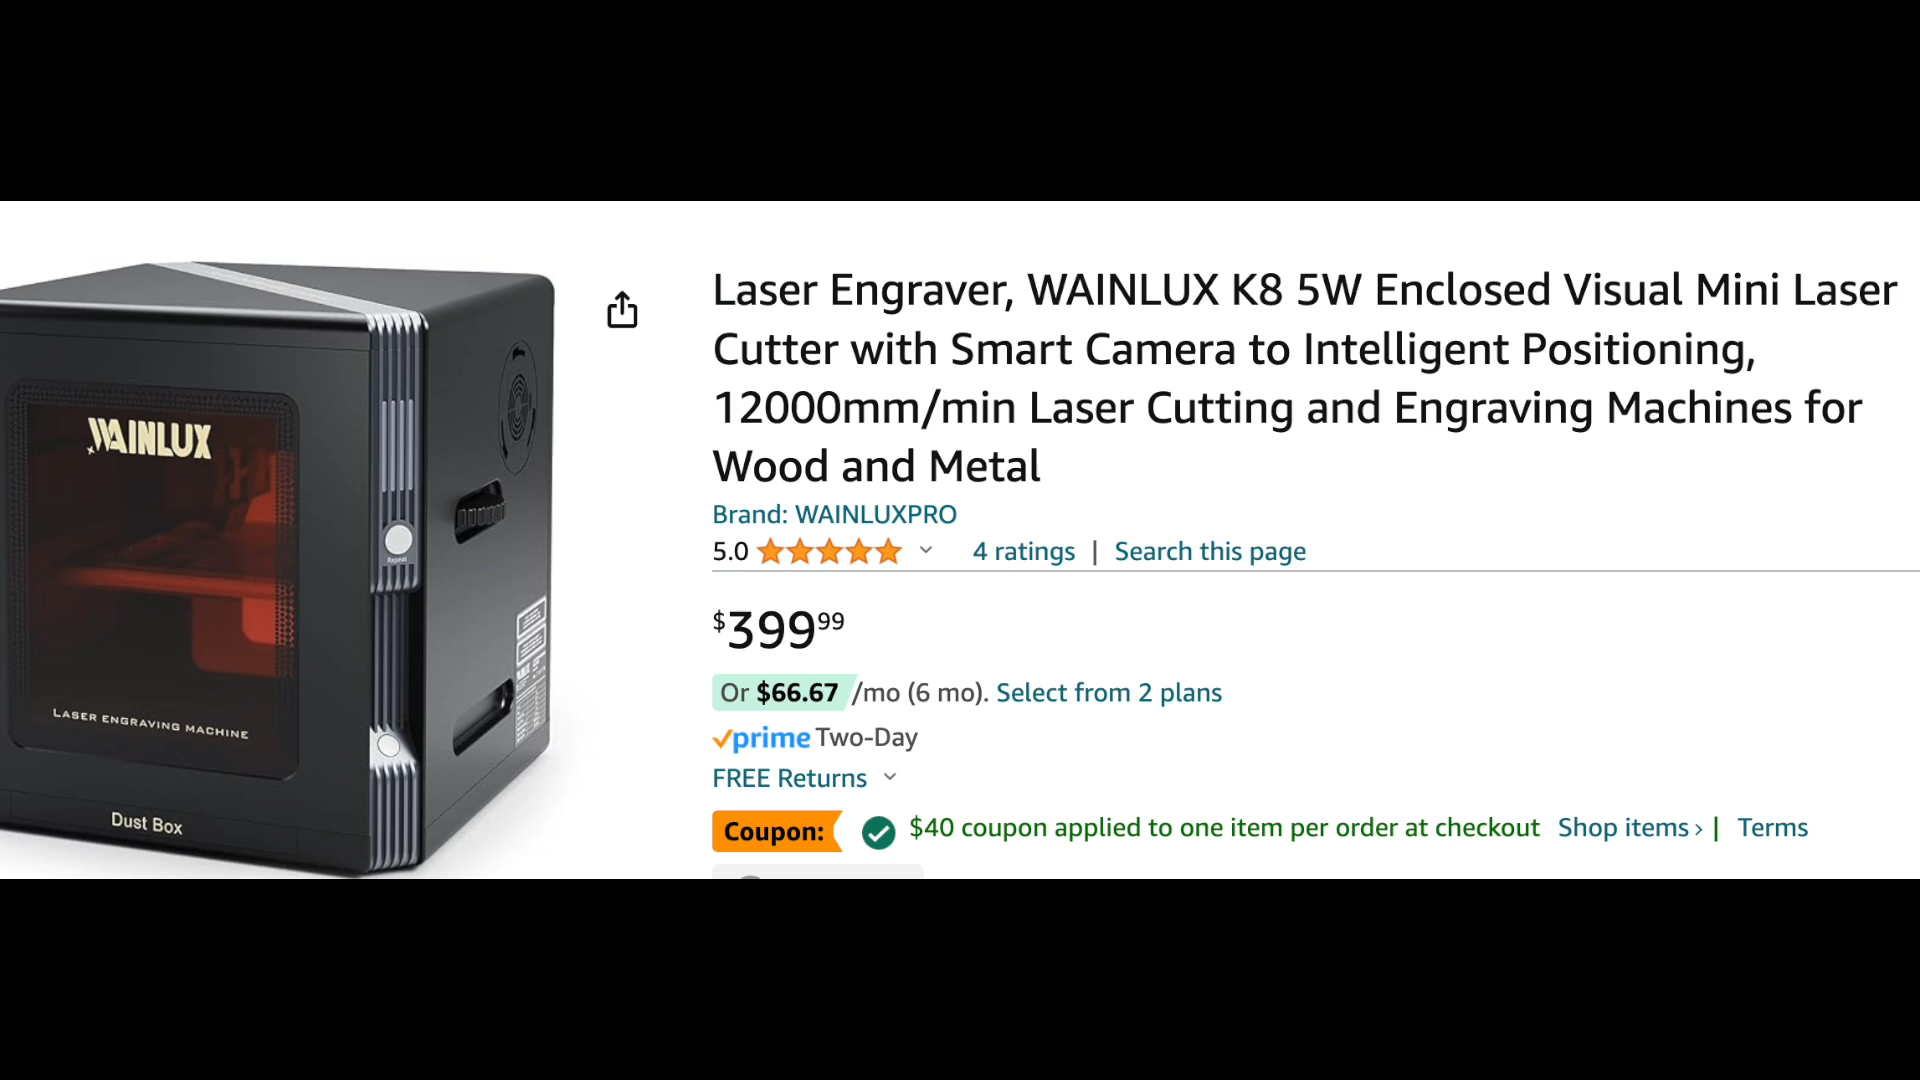 WAINLUX
Repeat
LASER ENGRAVING MACHINE
Dust Box
Laser Engraver, WAINLUX K8 5W Enclosed Visual Mini Laser
Cutter with Smart Camera to Intelligent Positioning,
12000mm/min Laser Cutting and Engraving Machines for
Wood and Metal
Brand: WAINLUXPRO
5.0 4 ratings | Search this page
$399.99
Or $66.67 /mo (6 mo). Select from 2 plans
prime Two-Day
FREE Returns
Coupon: $40 coupon applied to one item per order at checkout Shop items › | Terms